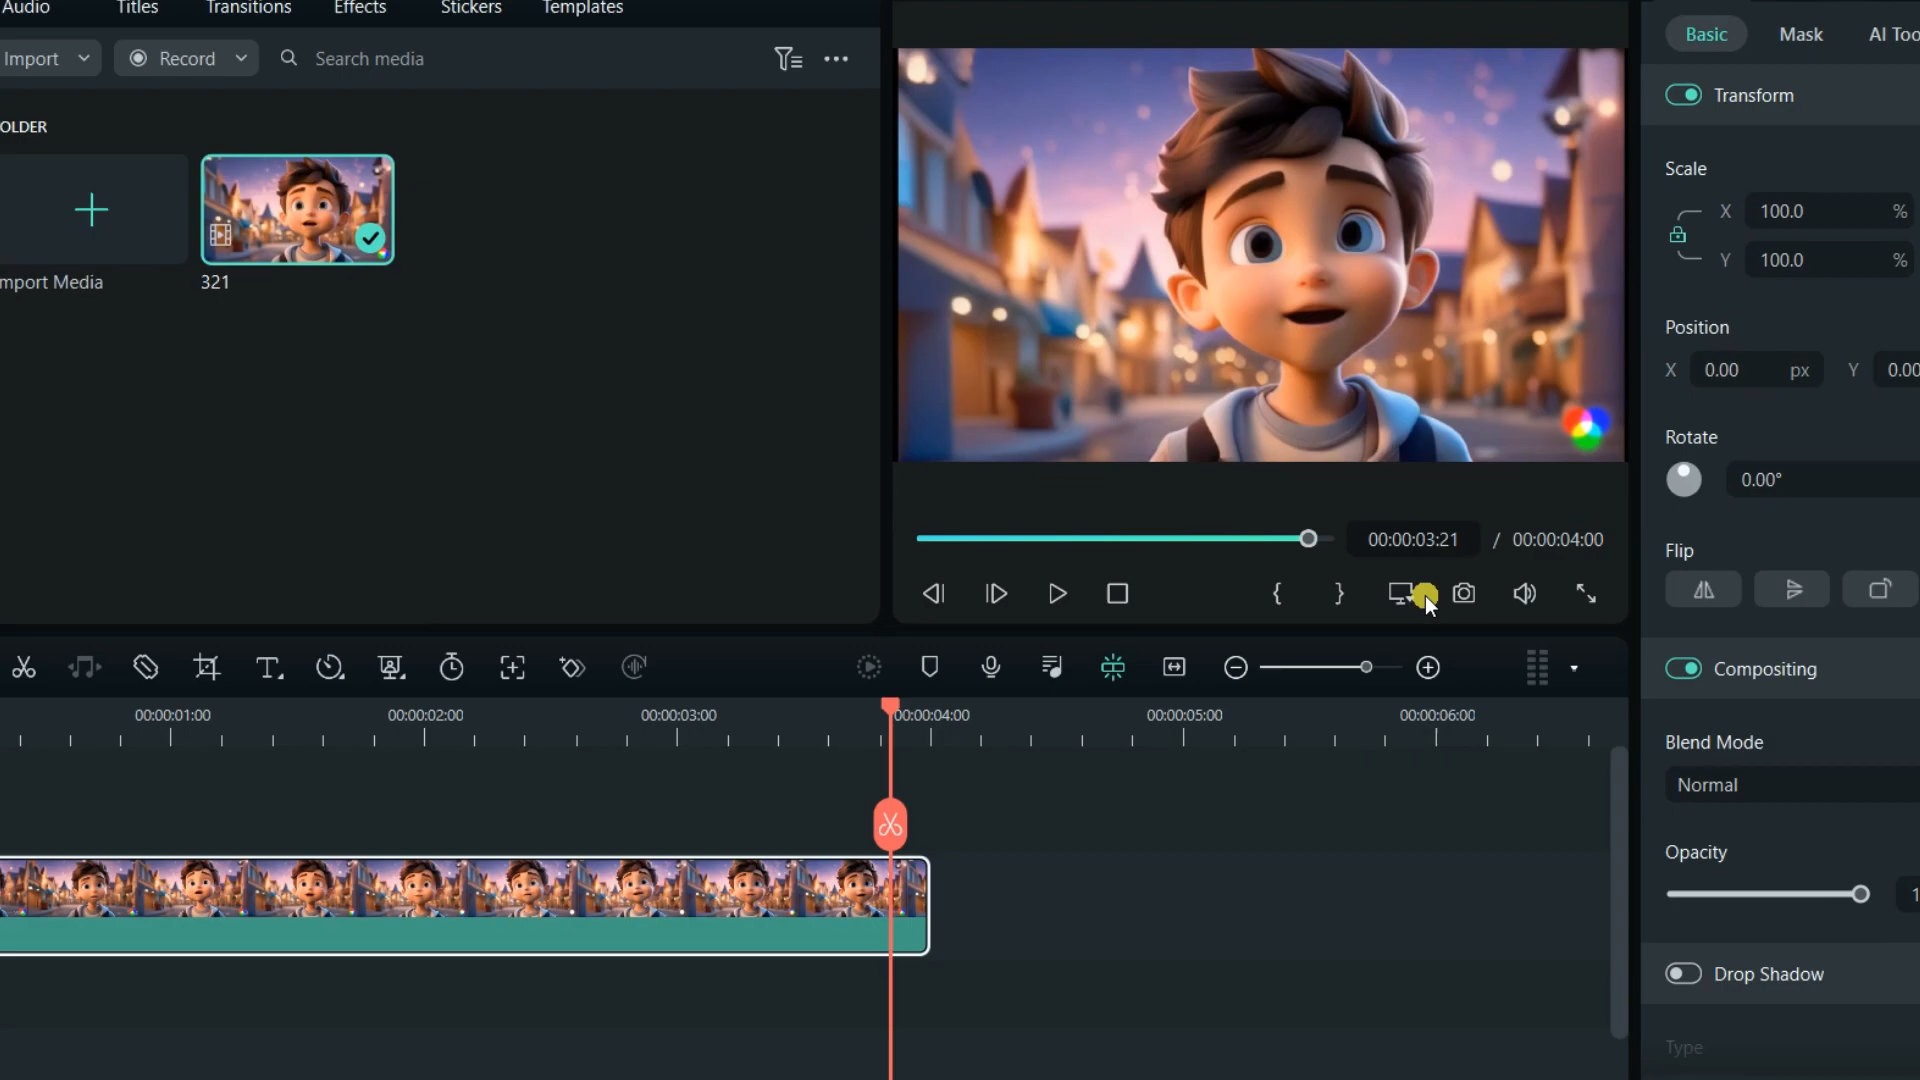 Audio Titles Transitions Effects Stickers Templates
Import Record Search media
OLDER
mport Media 321
00:00:03:21 / 00:00:04:00
{ }
00:00:01:00 00:00:02:00 00:00:03:00 00:00:04:00 00:00:05:00 00:00:06:00
Basic Mask AI Too
Transform
Scale
X 100.0 %
Y 100.0 %
Position
X 0.00 px Y 0.00
Rotate
0.00°
Flip
Compositing
Blend Mode
Normal
Opacity
1
Drop Shadow
Type